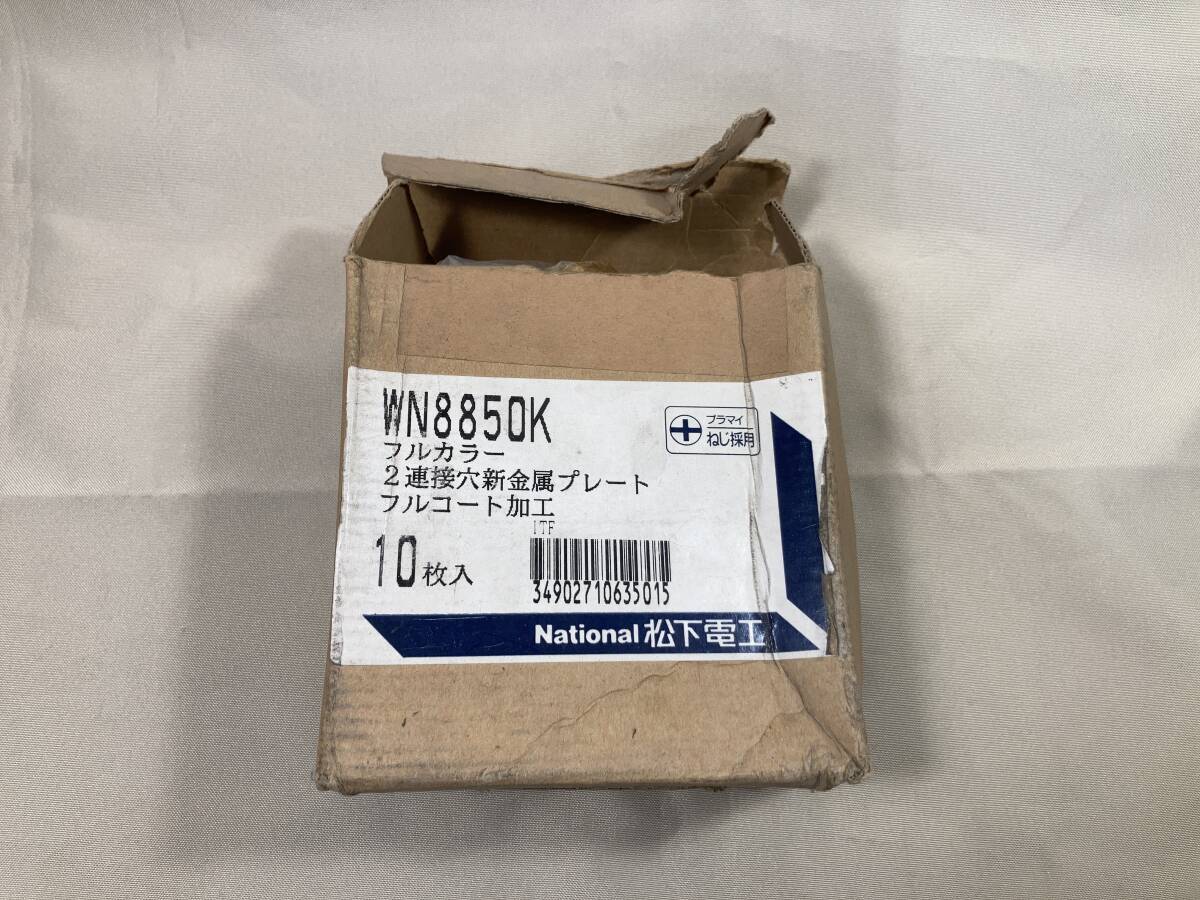 WN8850K
プラマイ
ねじ採用
フルカラー
2連接穴新金属プレート
フルコート加工
ITF
10枚入
34902710635015
National 松下電工